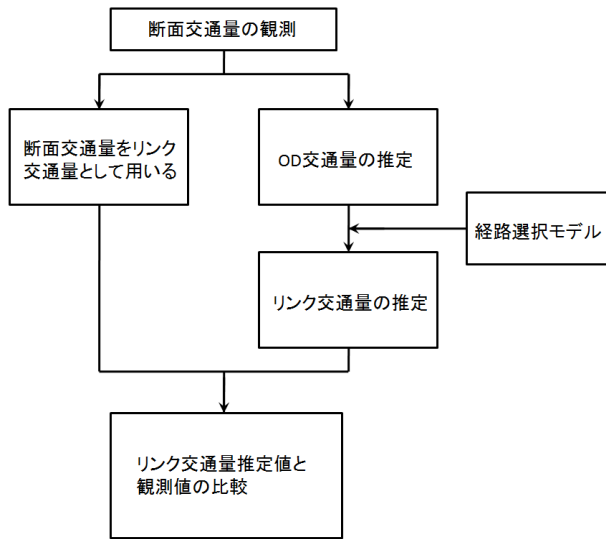 断面交通量の観測
断面交通量をリンク
交通量として用いる
OD交通量の推定
経路選択モデル
リンク交通量の推定
リンク交通量推定値と
観測値の比較